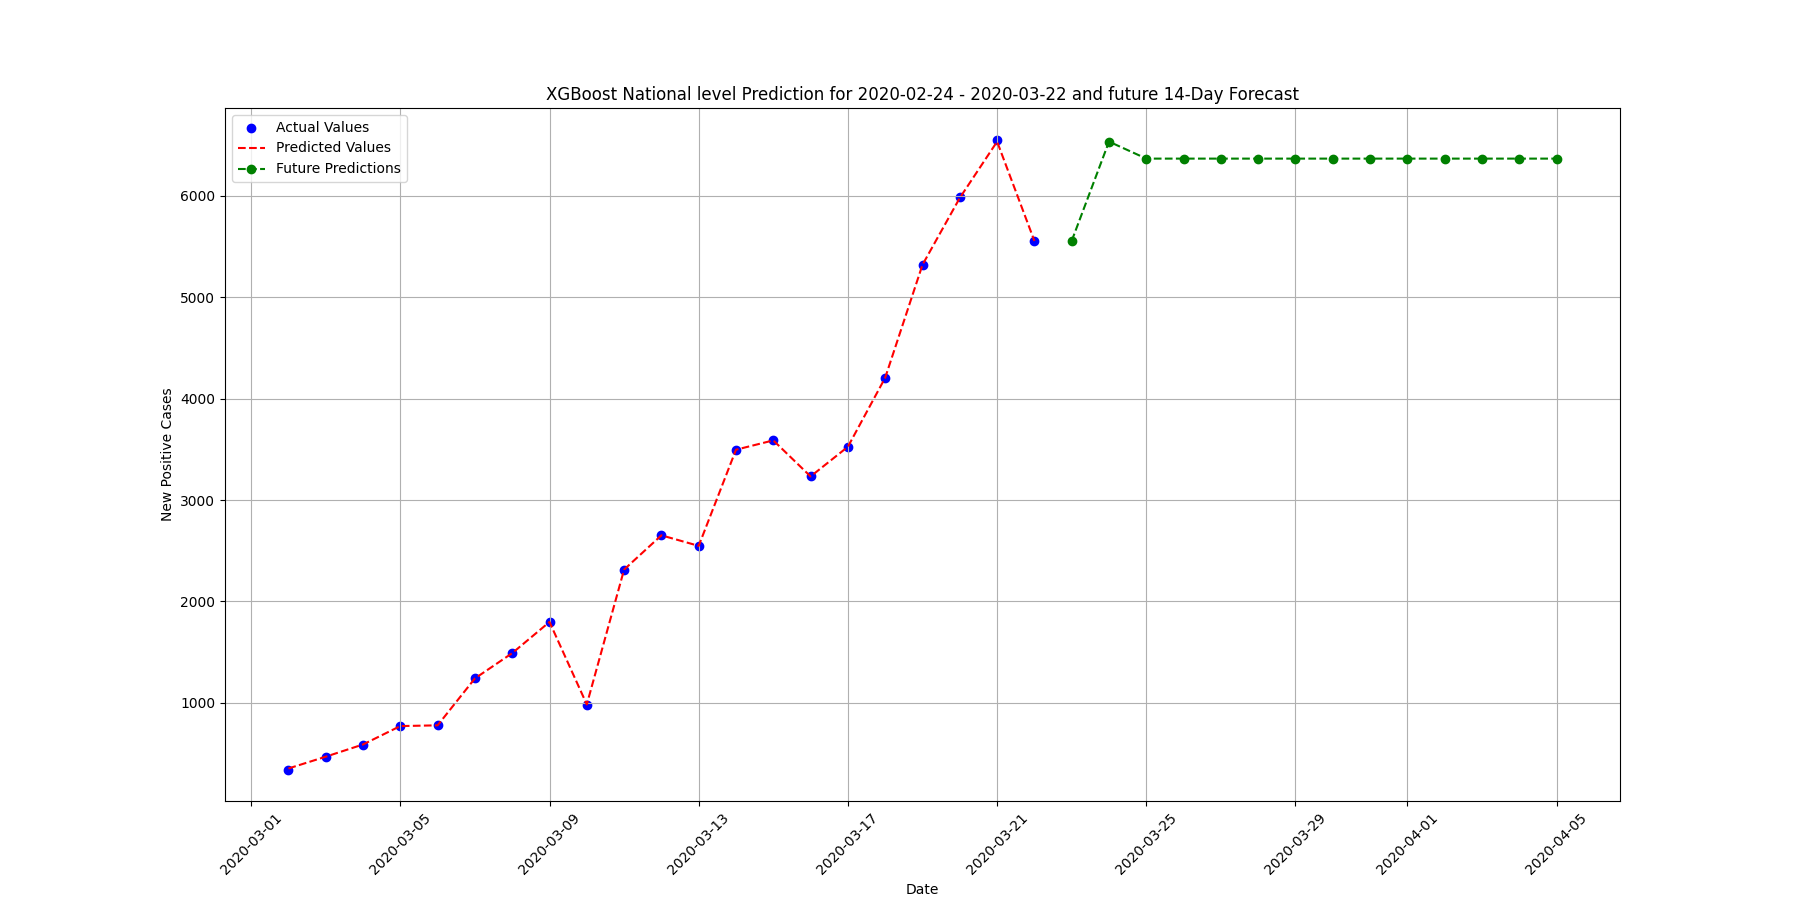 XGBoost National level Prediction for 2020-02-24 - 2020-03-22 and future 14-Day Forecast
Actual Values
Predicted Values
Future Predictions
New Positive Cases
6000
5000
4000
3000
2000
1000
2020-03-01
2020-03-05
2020-03-09
2020-03-13
2020-03-17
2020-03-21
2020-03-25
2020-03-29
2020-04-01
2020-04-05
Date